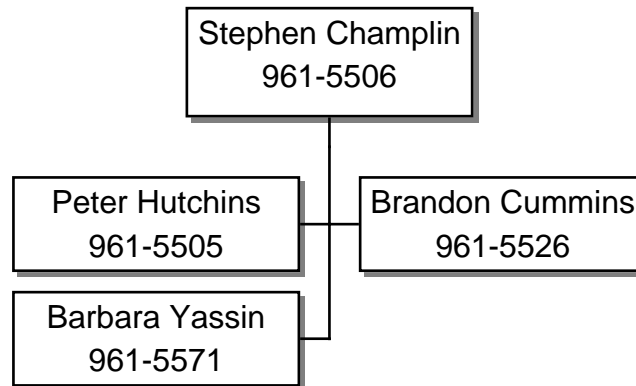 Stephen Champlin
961-5506
Peter Hutchins
961-5505
Brandon Cummins
961-5526
Barbara Yassin
961-5571